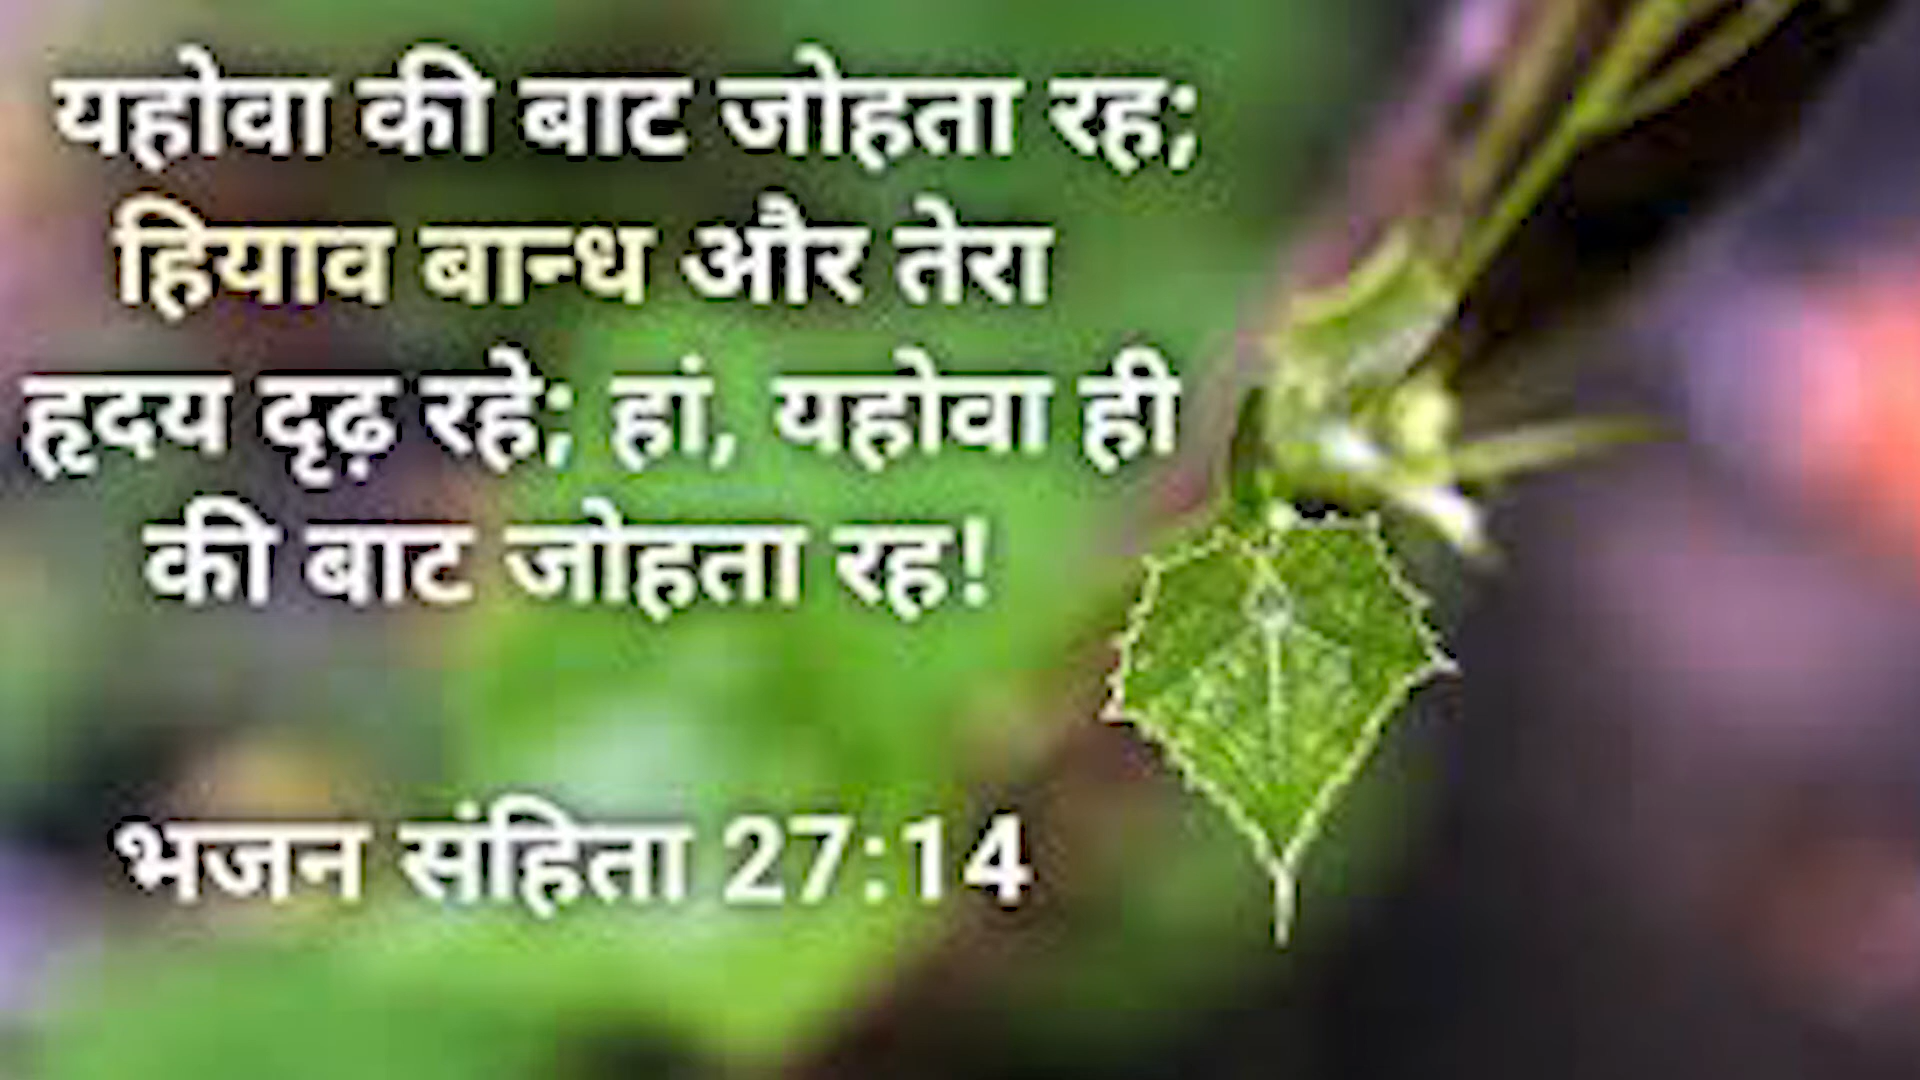 यहोवा की बाट जोहता रह;
हियाव बान्ध और तेरा
हृदय दृढ़ रहे; हां, यहोवा ही
की बाट जोहता रह!
भजन संहिता 27:14